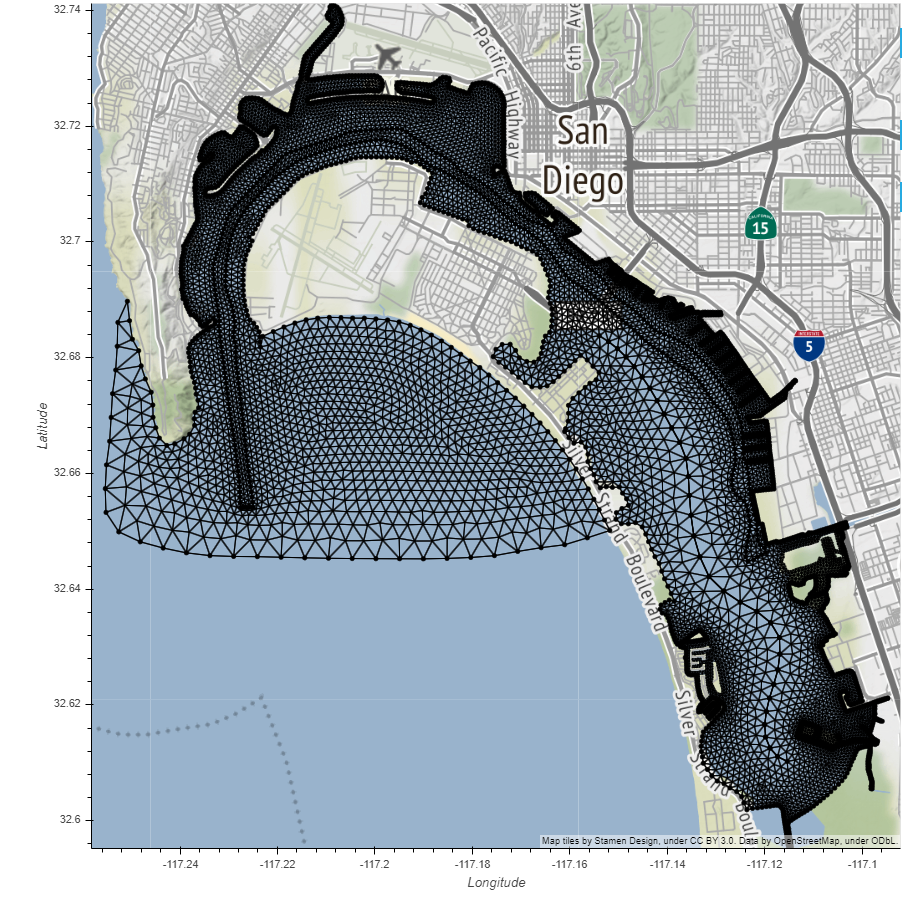 32.74
32.72
32.7
32.68
32.66
32.64
32.62
32.6
Latitude
-117.24
-117.22
-117.2
-117.18
-117.16
-117.14
-117.12
-117.1
Longitude
Pacific Highway
6th Ave
San
Diego
CALIFORNIA
15
INTERSTATE
5
Silver Strand Boulevard
Silver Strand Boul
Map tiles by Stamen Design, under CC BY 3.0. Data by OpenStreetMap, under ODbL.